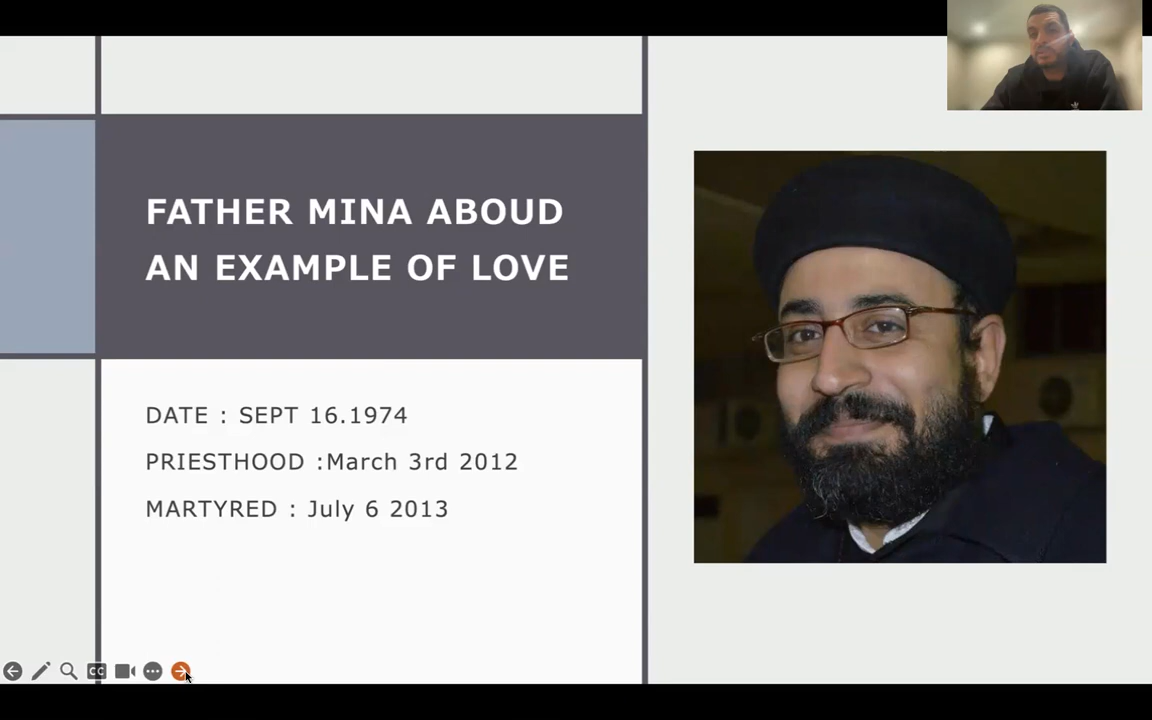 FATHER MINA ABOUD
AN EXAMPLE OF LOVE
DATE : SEPT 16.1974
PRIESTHOOD :March 3rd 2012
MARTYRED : July 6 2013
CC